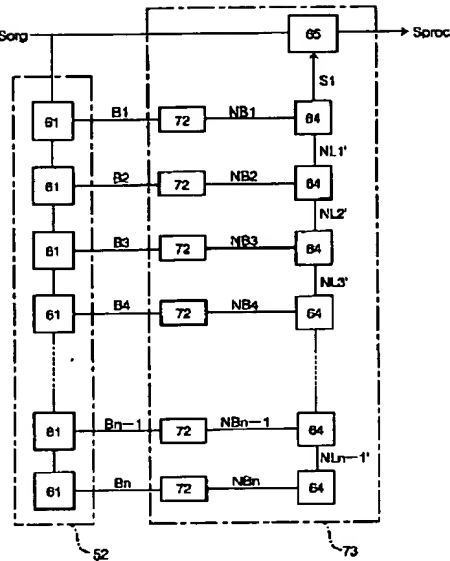 Sorg 65 Sproc
S1
61 B1 72 NB1 64
NL1'
61 B2 72 NB2 64
NL2'
61 B3 72 NB3 64
NL3'
61 B4 72 NB4 64
61 Bn-1 72 NBn-1 64
NLn-1'
61 Bn 72 NBn 64
52 73